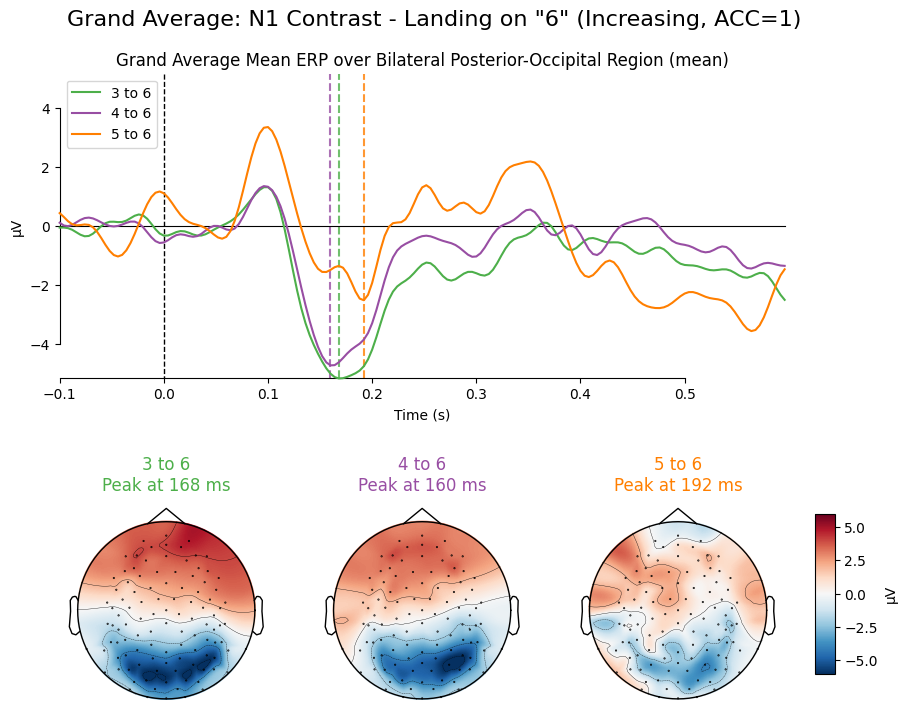 Grand Average: N1 Contrast - Landing on "6" (Increasing, ACC=1)
Grand Average Mean ERP over Bilateral Posterior-Occipital Region (mean)
3 to 6
4 to 6
5 to 6
4
2
0
−2
−4
µV
−0.1
0.0
0.1
0.2
0.3
0.4
0.5
Time (s)
3 to 6
Peak at 168 ms
4 to 6
Peak at 160 ms
5 to 6
Peak at 192 ms
5.0
2.5
0.0
−2.5
−5.0
µV